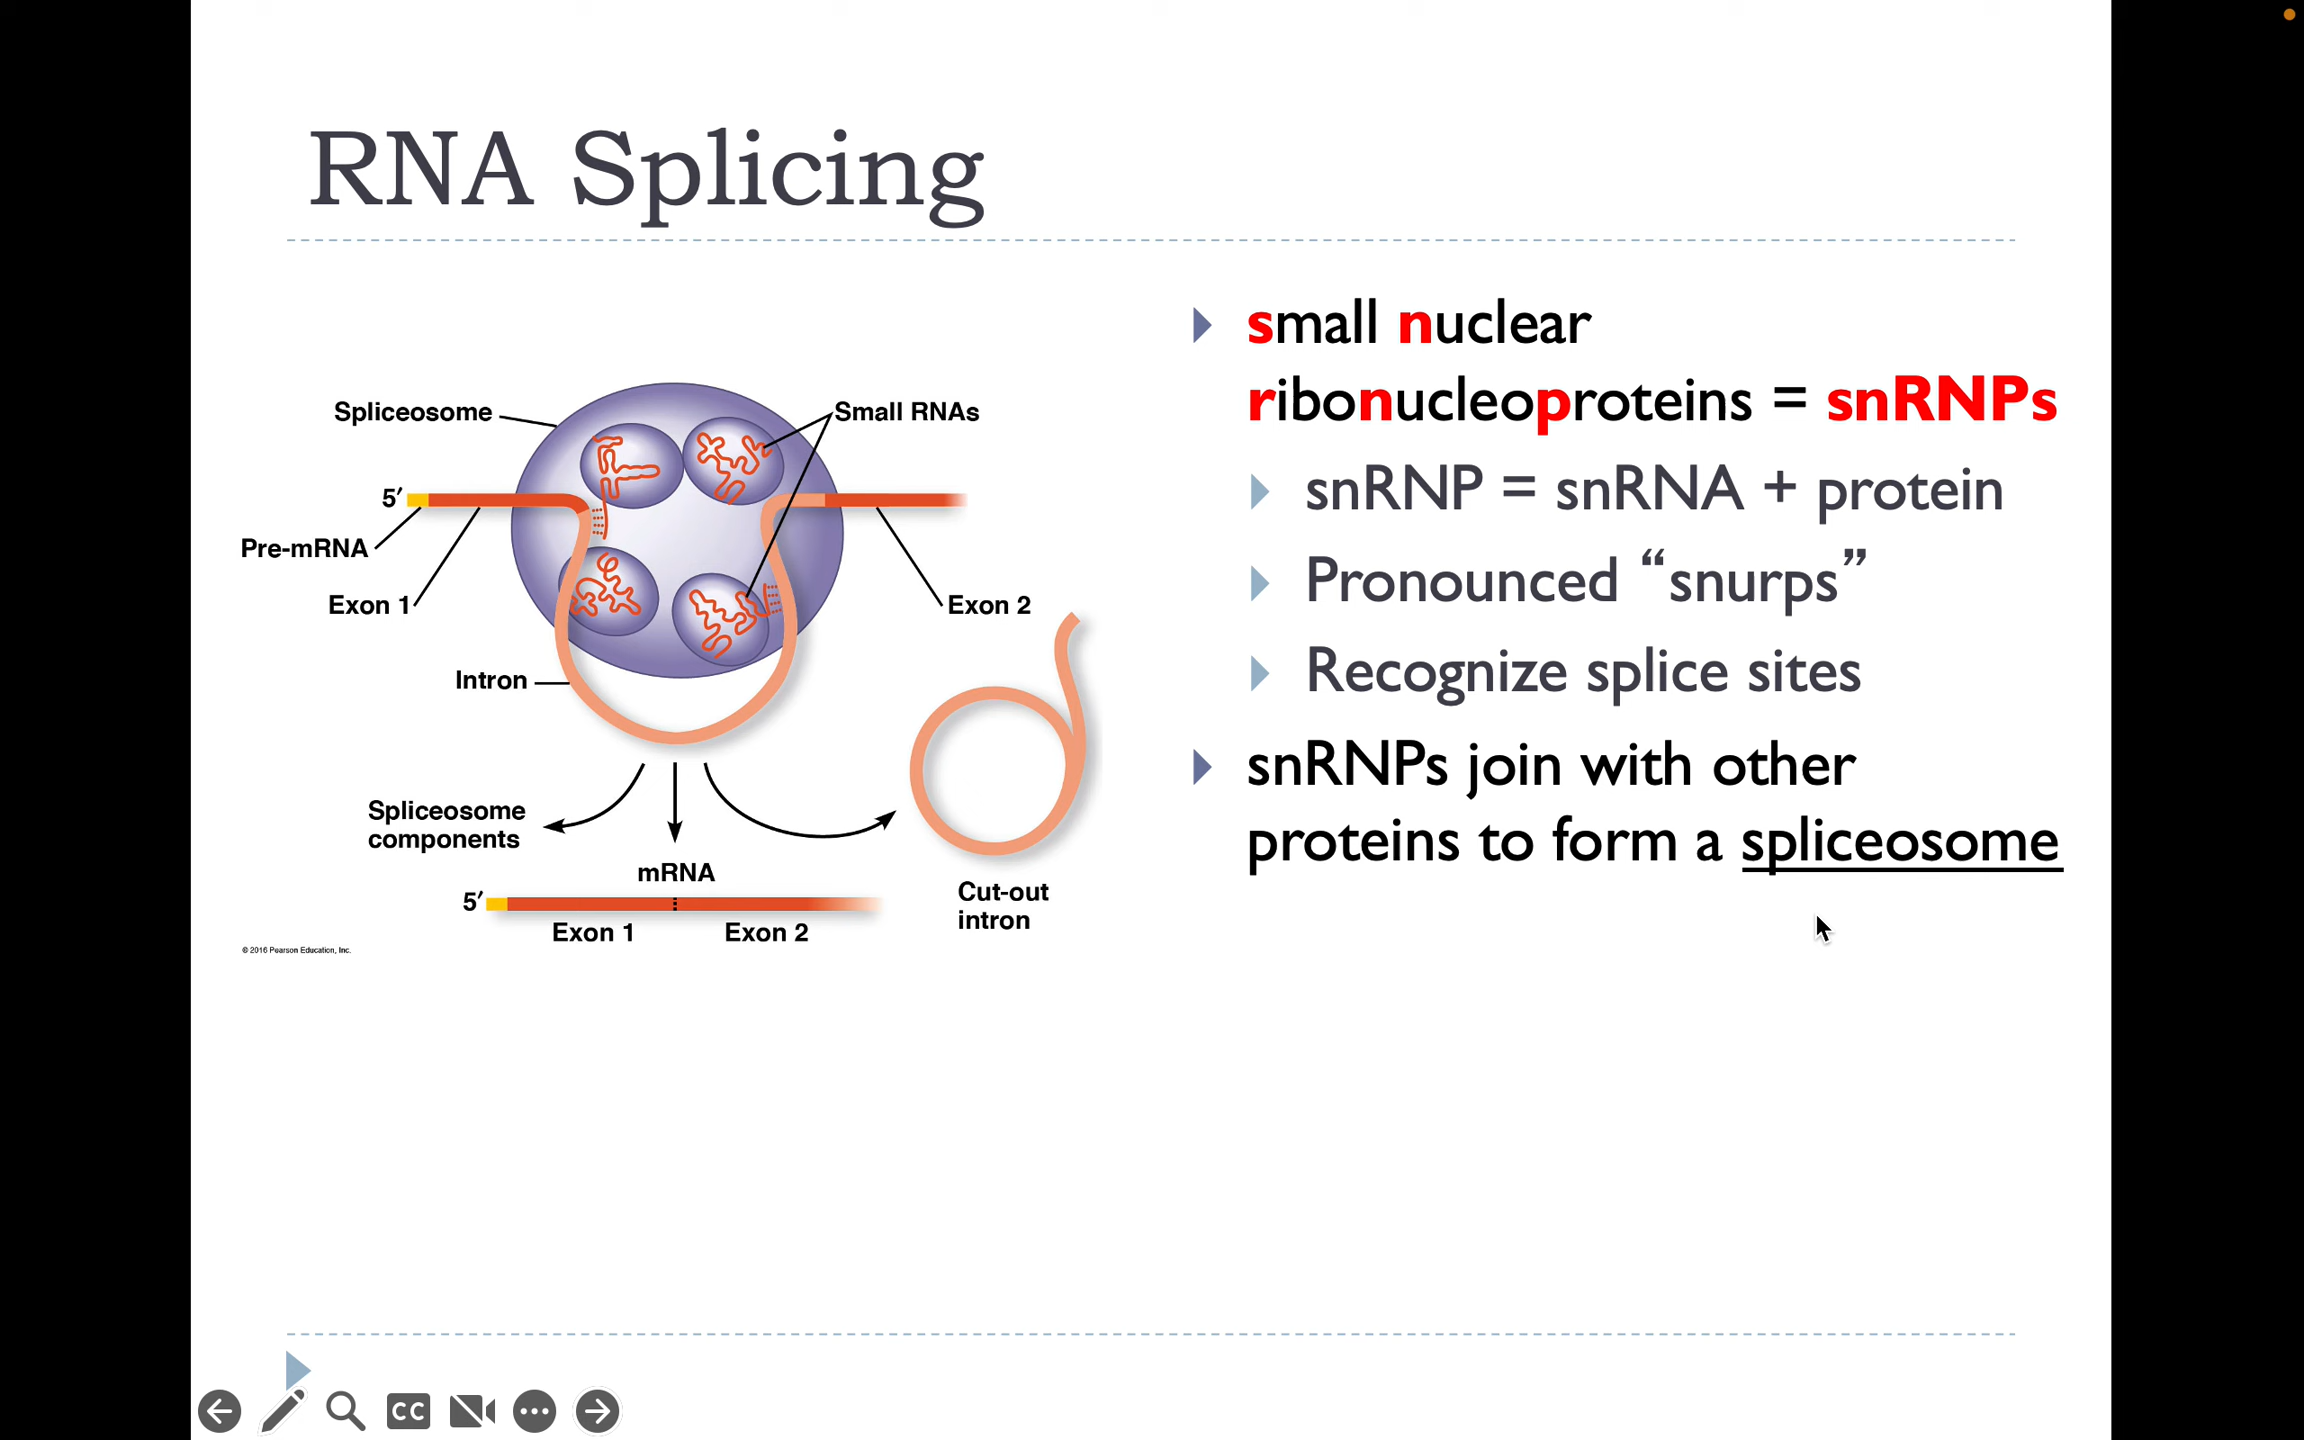 RNA Splicing
Spliceosome
Small RNAs
5′
Pre-mRNA
Exon 1
Exon 2
Intron
Spliceosome
components
mRNA
5′
Exon 1
Exon 2
Cut-out
intron
© 2016 Pearson Education, Inc.
small nuclear
ribonucleoproteins = snRNPs
snRNP = snRNA + protein
Pronounced “snurps”
Recognize splice sites
snRNPs join with other
proteins to form a spliceosome
CC